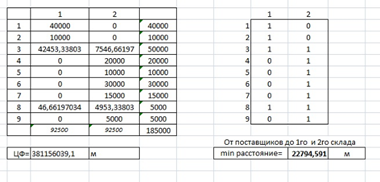 1 2
1 40000 0 40000
2 10000 0 10000
3 42453,33803 7546,66197 50000
4 0 20000 20000
5 0 10000 10000
6 0 30000 30000
7 0 15000 15000
8 46,66197034 4953,33803 5000
9 0 5000 5000
92500 92500 185000
ЦФ= 381156039,1 м
1 2
1 1 0
2 1 0
3 1 1
4 0 1
5 0 1
6 0 1
7 0 1
8 1 1
9 0 1
От поставщиков до 1го и 2го склада
min расстояние= 22794,591 м